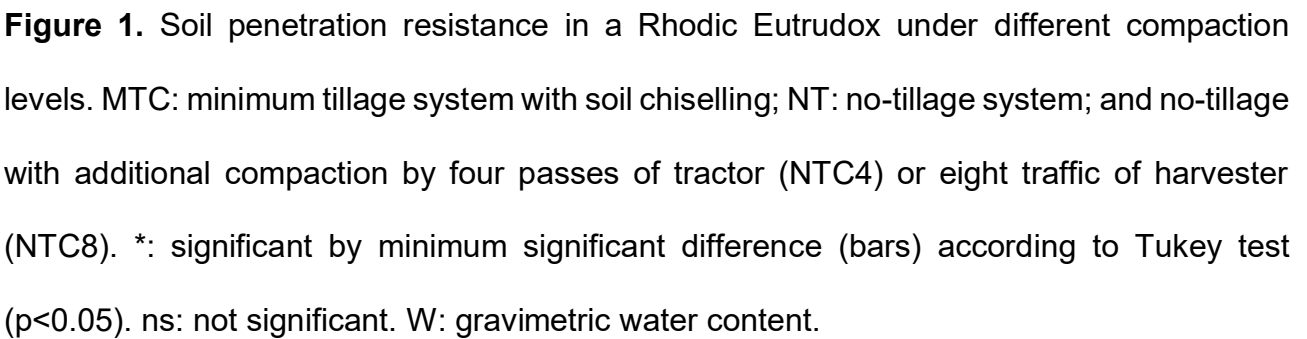 Figure 1. Soil penetration resistance in a Rhodic Eutrudox under different compaction
levels. MTC: minimum tillage system with soil chiselling; NT: no-tillage system; and no-tillage
with additional compaction by four passes of tractor (NTC4) or eight traffic of harvester
(NTC8). *: significant by minimum significant difference (bars) according to Tukey test
(p<0.05). ns: not significant. W: gravimetric water content.